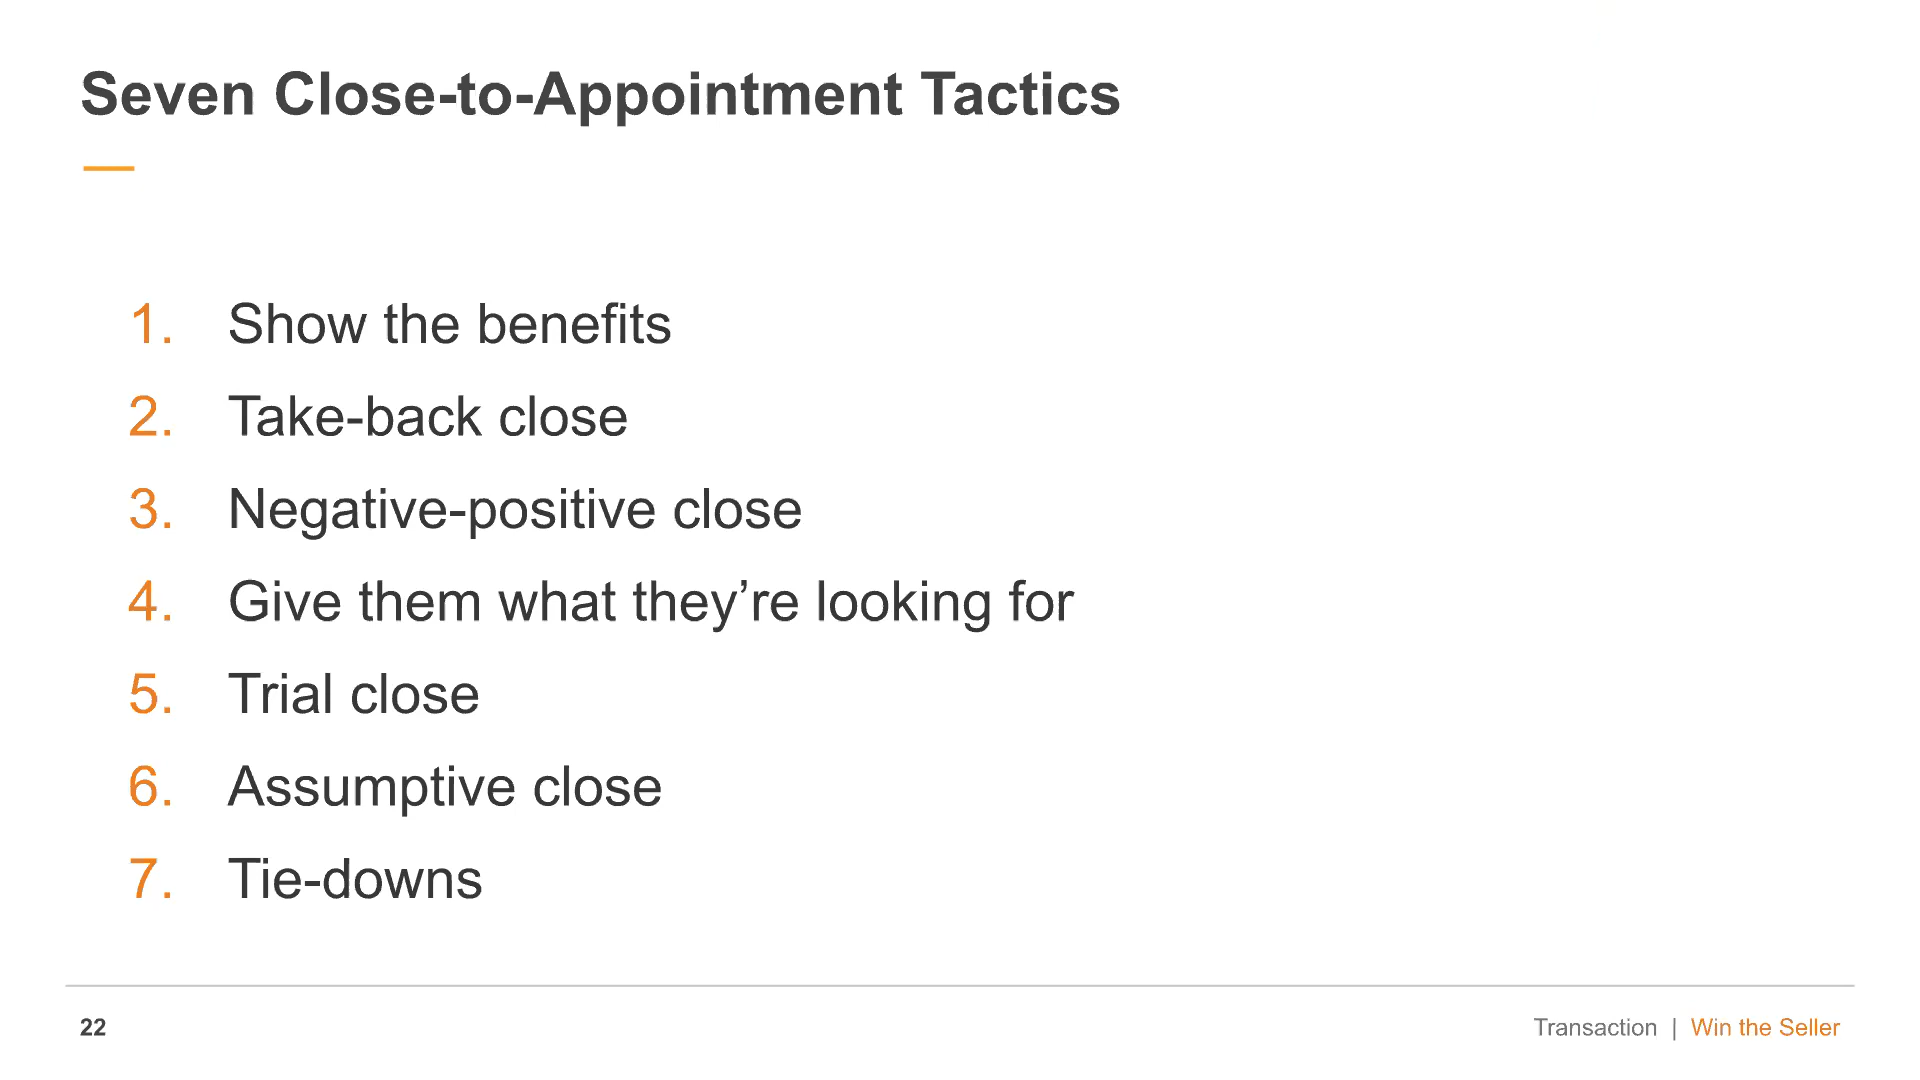 Seven Close-to-Appointment Tactics
1. Show the benefits
2. Take-back close
3. Negative-positive close
4. Give them what they’re looking for
5. Trial close
6. Assumptive close
7. Tie-downs
22
Transaction | Win the Seller